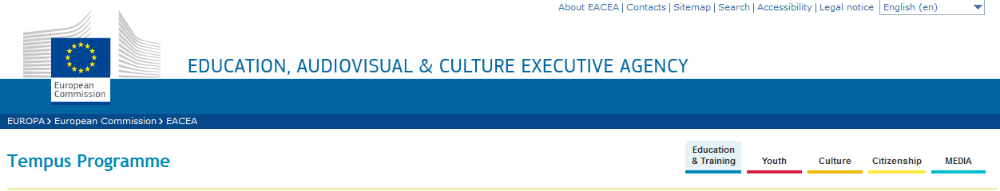 About EACEA | Contacts | Sitemap | Search | Accessibility | Legal notice English (en)
EDUCATION, AUDIOVISUAL & CULTURE EXECUTIVE AGENCY
European
Commission
EUROPA > European Commission > EACEA
Tempus Programme
Education
& Training Youth Culture Citizenship MEDIA